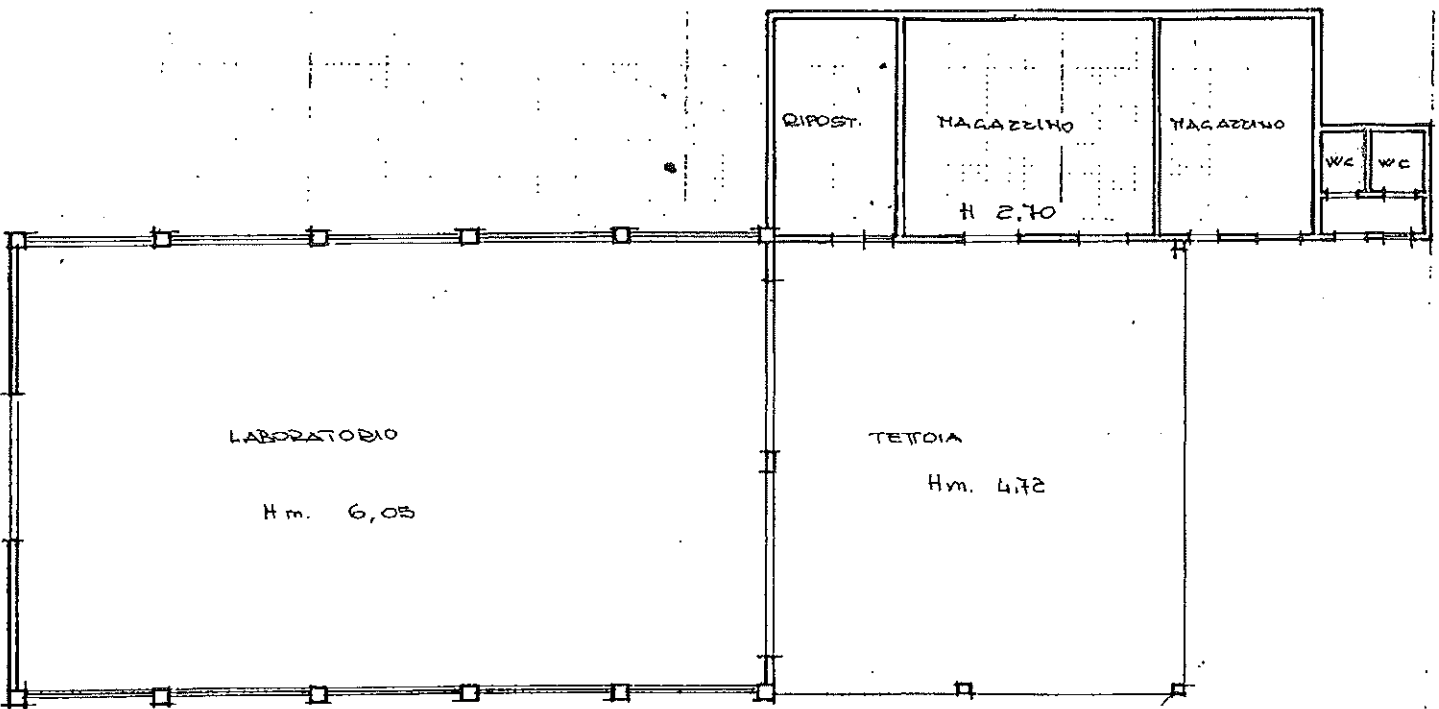 RIPOST.
MAGAZZINO
MAGAZZINO
WC
WC
H 2,70
LABORATORIO
H m. 6,05
TETTOIA
Hm. 4,72